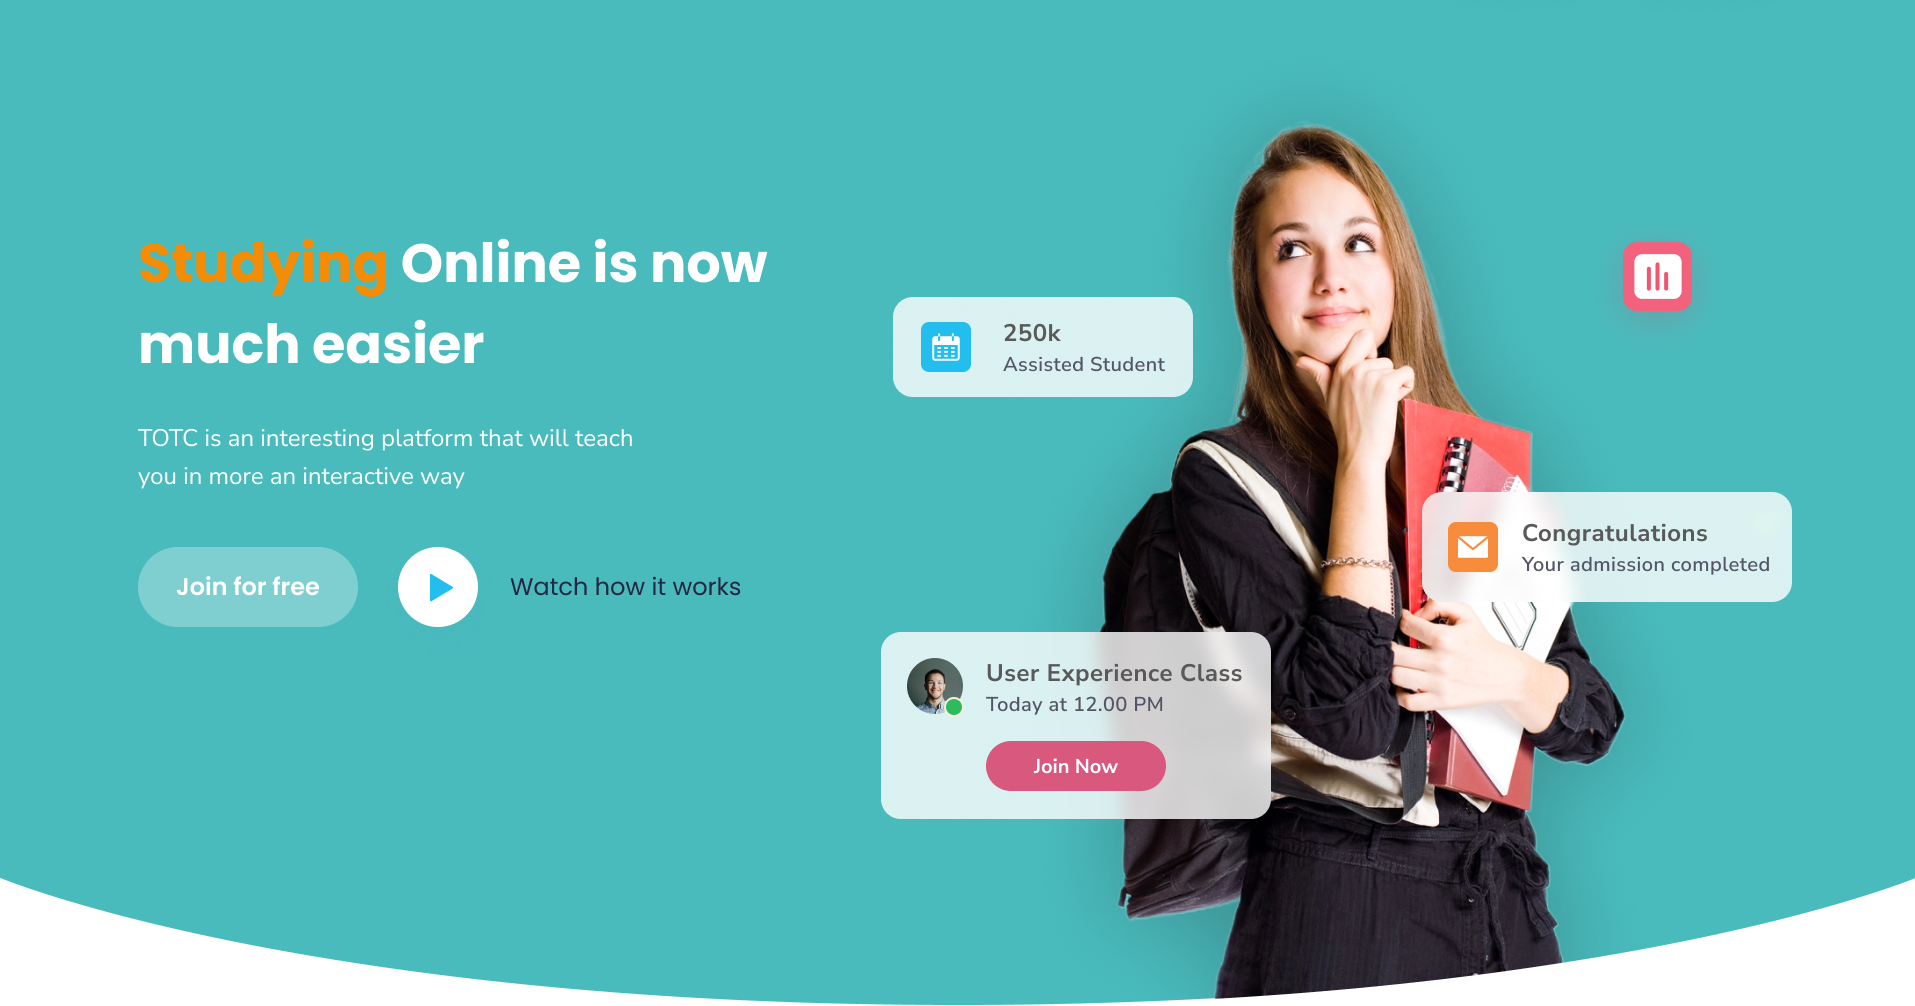 Studying Online is now
much easier
TOTC is an interesting platform that will teach
you in more an interactive way
Join for free
Watch how it works
250k
Assisted Student
Congratulations
Your admission completed
User Experience Class
Today at 12.00 PM
Join Now